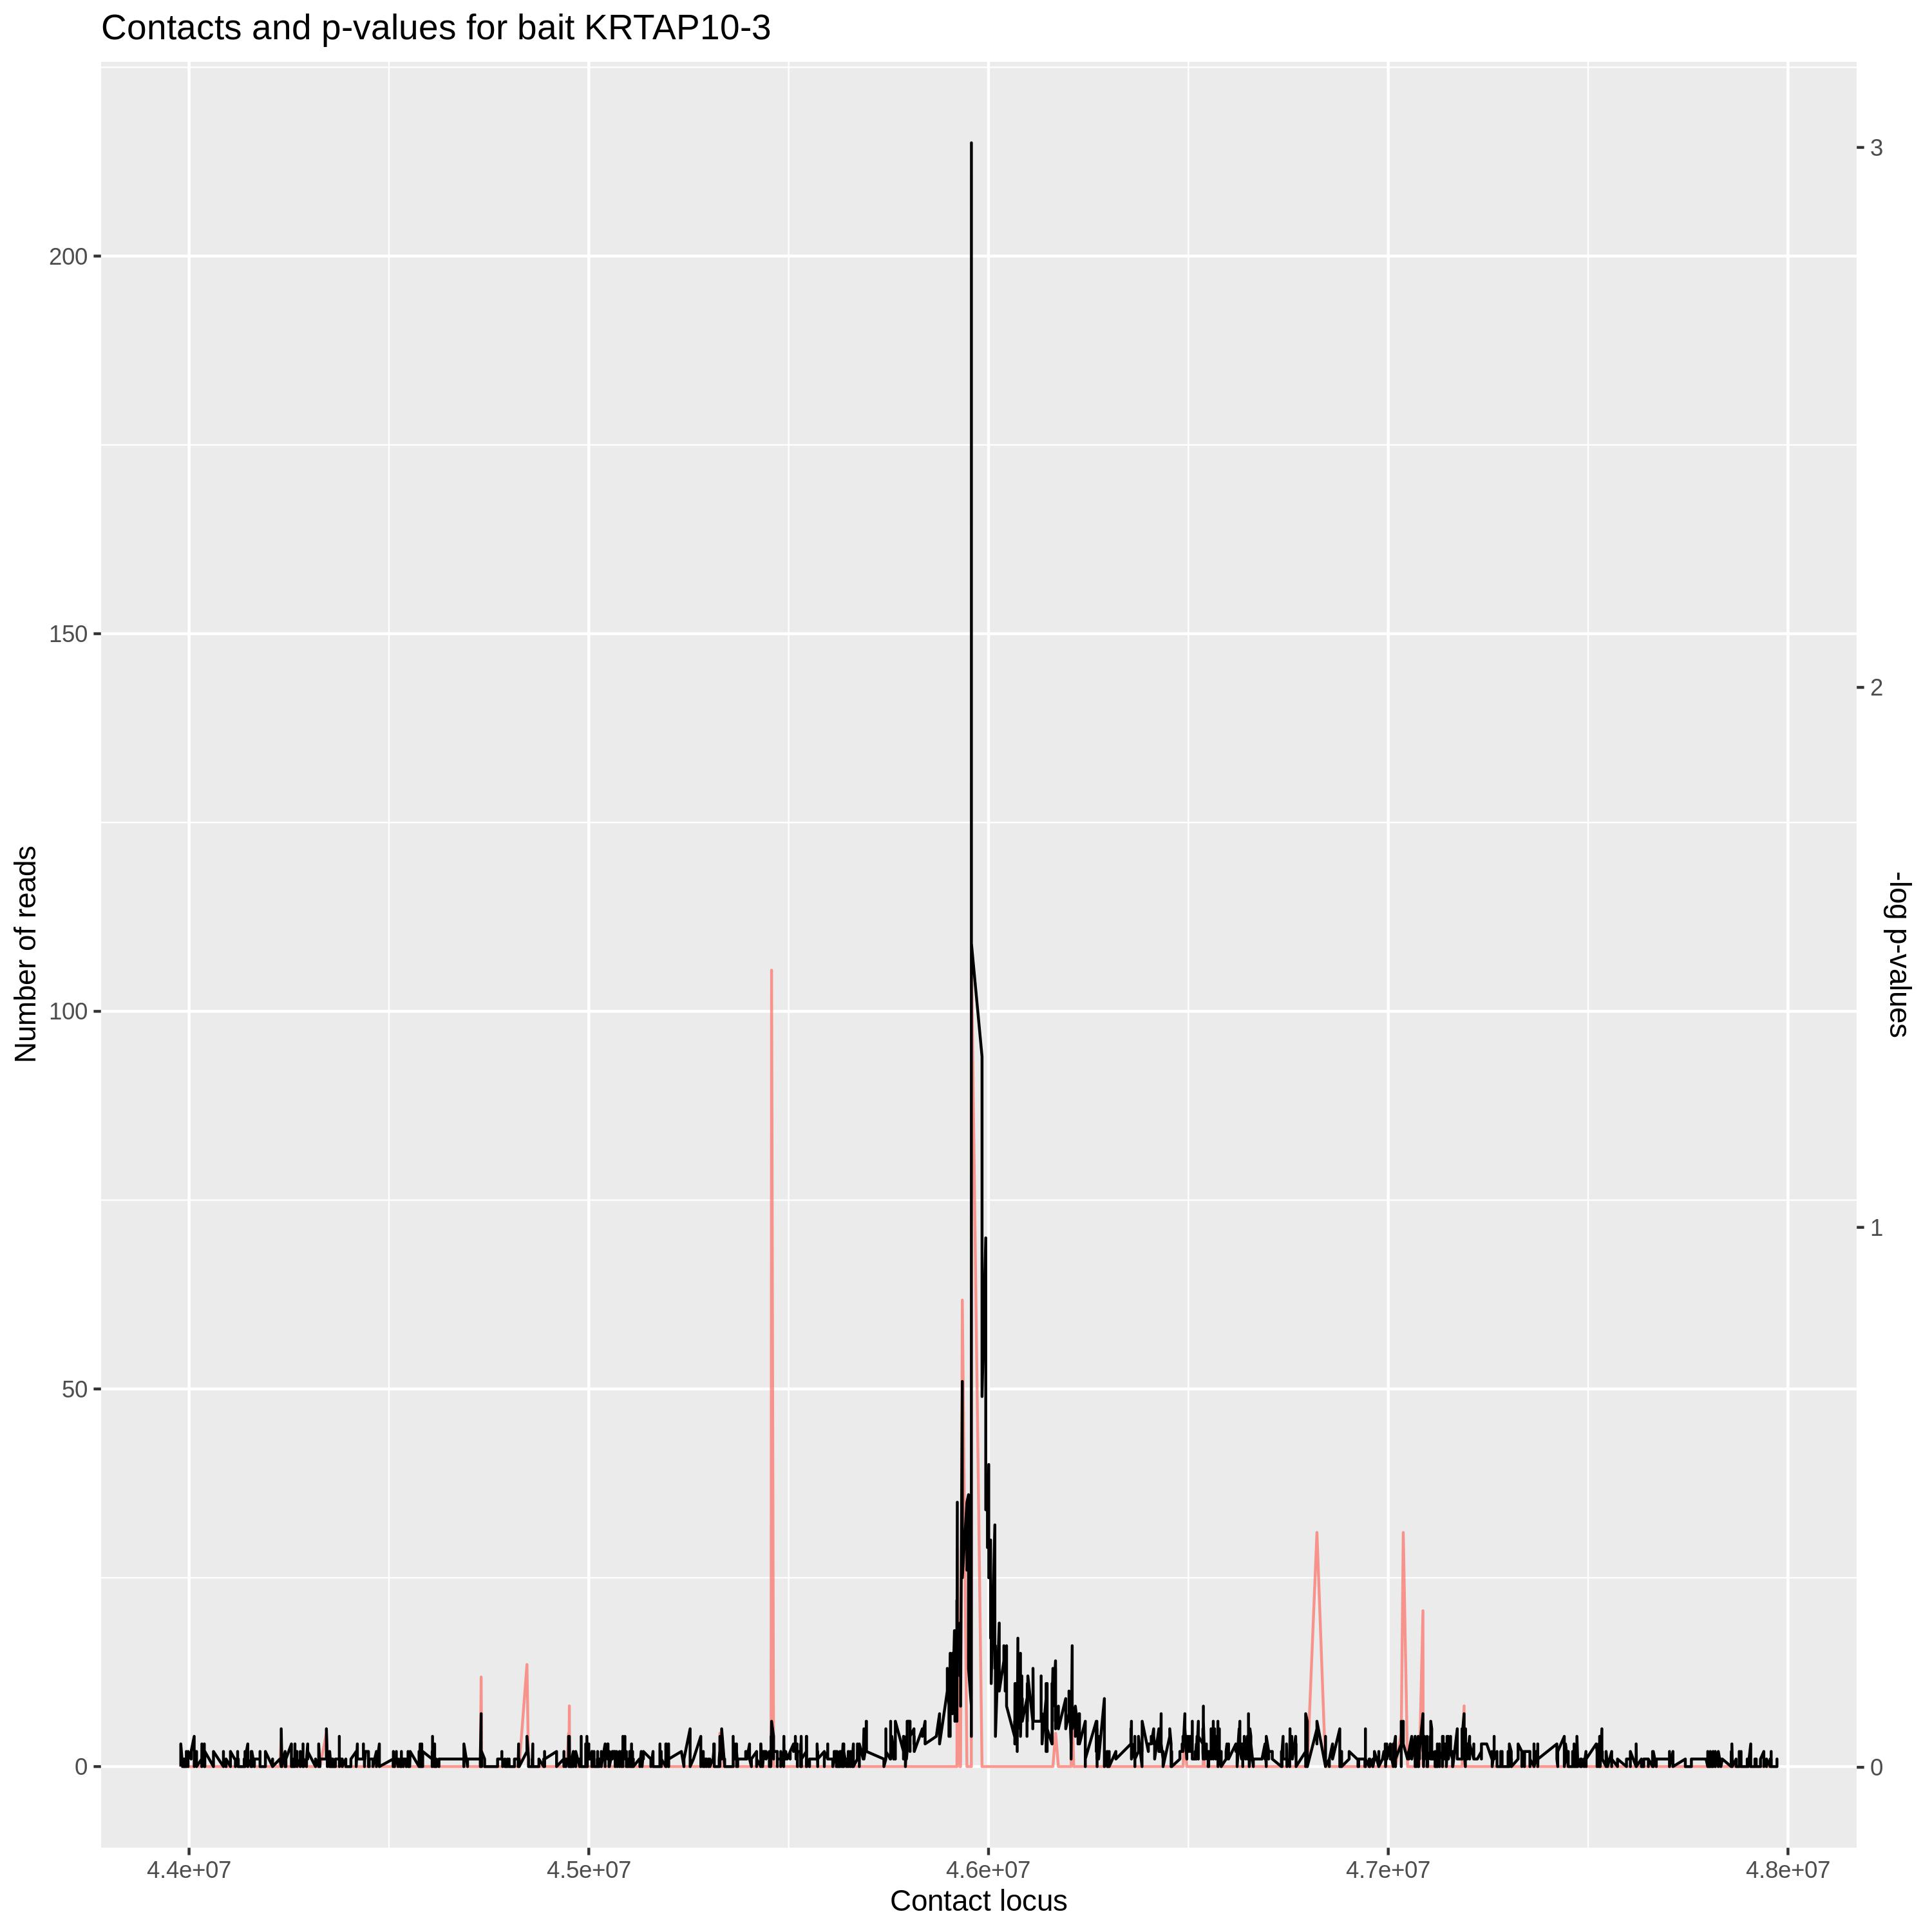 Contacts and p-values for bait KRTAP10-3
Number of reads
200
150
100
50
0
3
2
1
0
-log p-values
4.4e+07
4.5e+07
4.6e+07
4.7e+07
4.8e+07
Contact locus